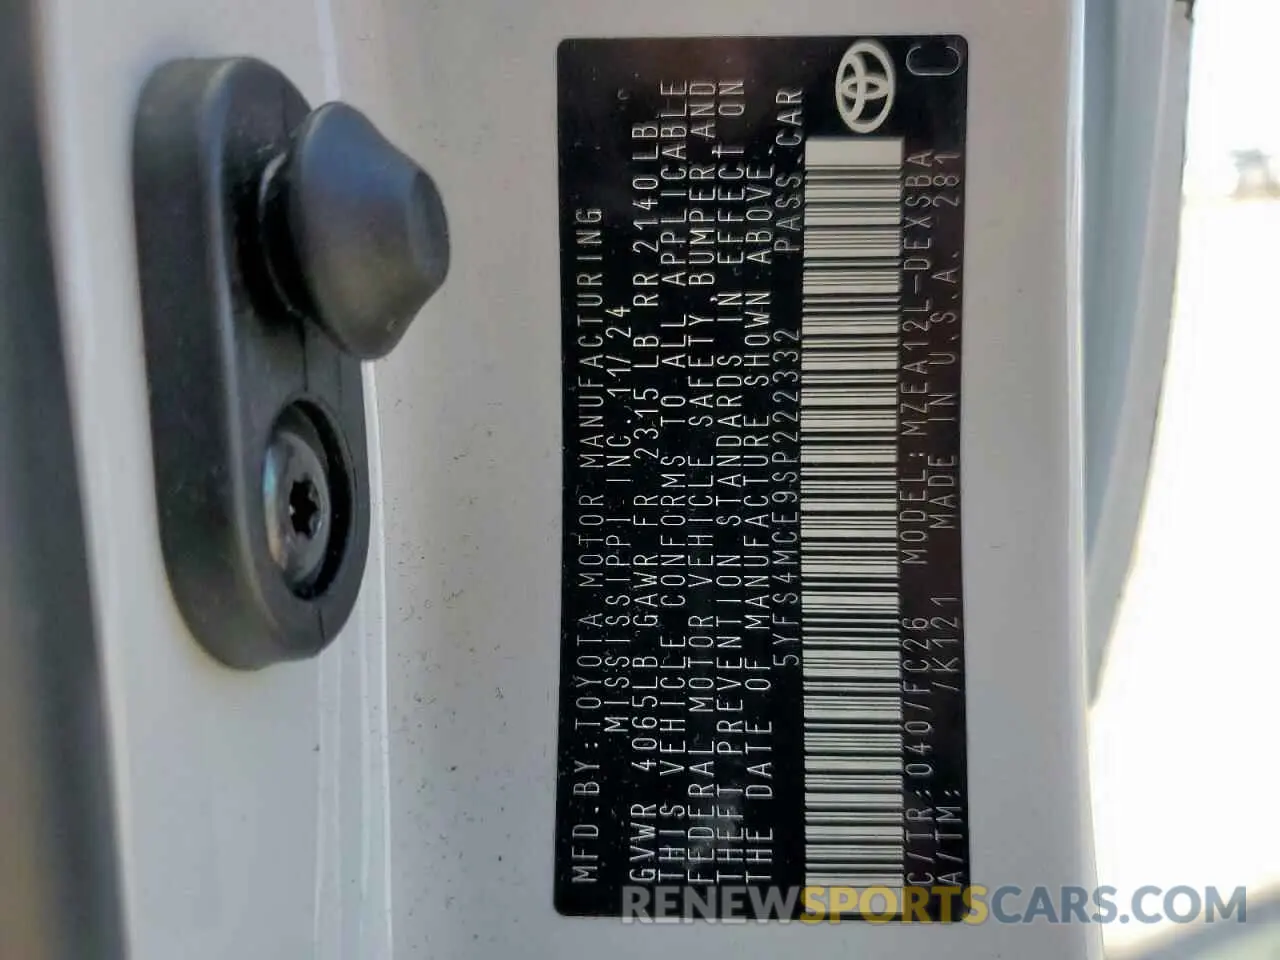 MFD.BY:TOYOTA MOTOR MANUFACTURING
MISSISSIPPI INC. 11/24
GVWR 4065LB GAWR FR 2315 LB RR 2140LB
THIS VEHICLE CONFORMS TO ALL APPLICABLE
FEDERAL MOTOR VEHICLE SAFETY, BUMPER, AND
THEFT PREVENTION STANDARDS IN EFFECT ON
THE DATE OF MANUFACTURE SHOWN ABOVE.
5YFS4MCE9SP222332 PASS.CAR
C/TR:040/FC26 MODEL:MZEA12L-DEXSBA
A/TM: /K121 MADE IN U.S.A. 281
C
RENEWSPORTSCARS.COM